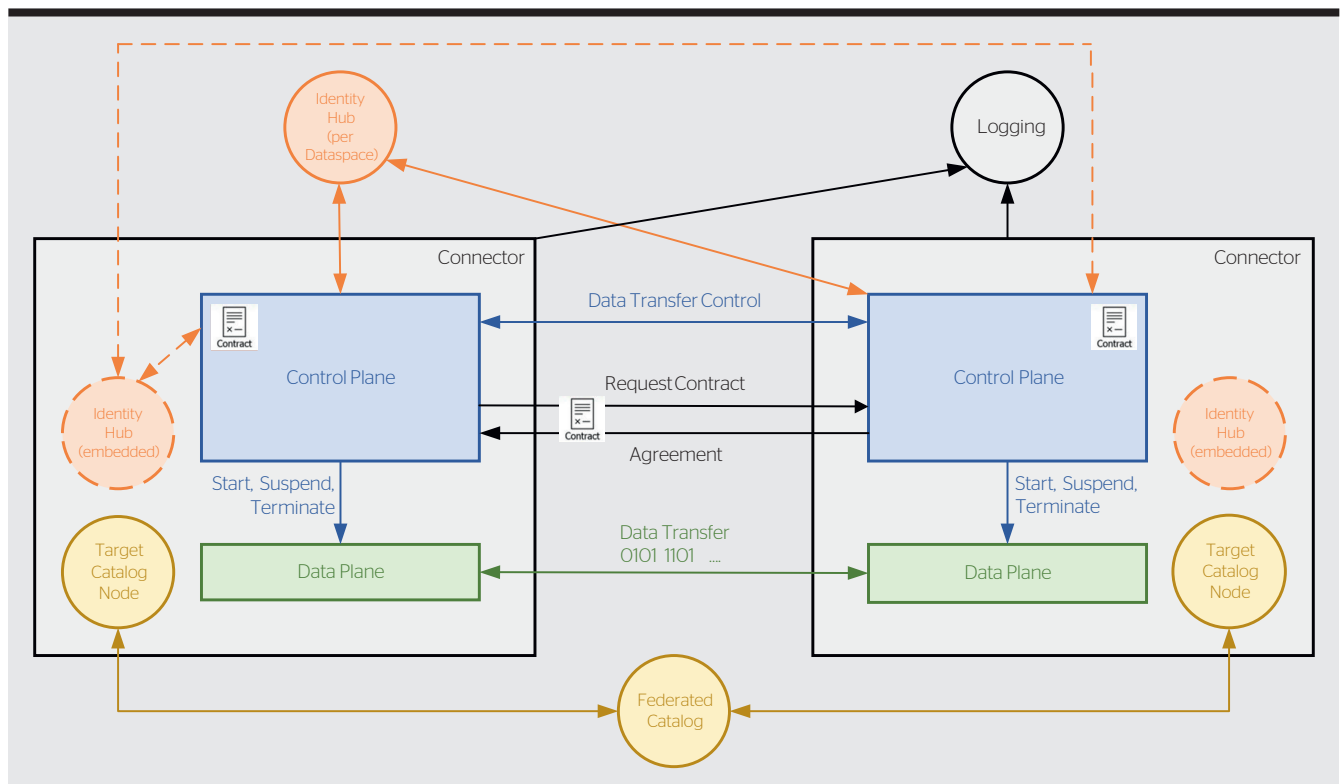 Identity
Hub
(per
Dataspace)
Logging
Connector
Connector
Contract
Control Plane
Data Transfer Control
Contract
Control Plane
Request Contract
Contract
Agreement
Identity
Hub
(embedded)
Identity
Hub
(embedded)
Start, Suspend,
Terminate
Start, Suspend,
Terminate
Target
Catalog
Node
Data Plane
Data Transfer
0101 1101 ....
Data Plane
Target
Catalog
Node
Federated
Catalog